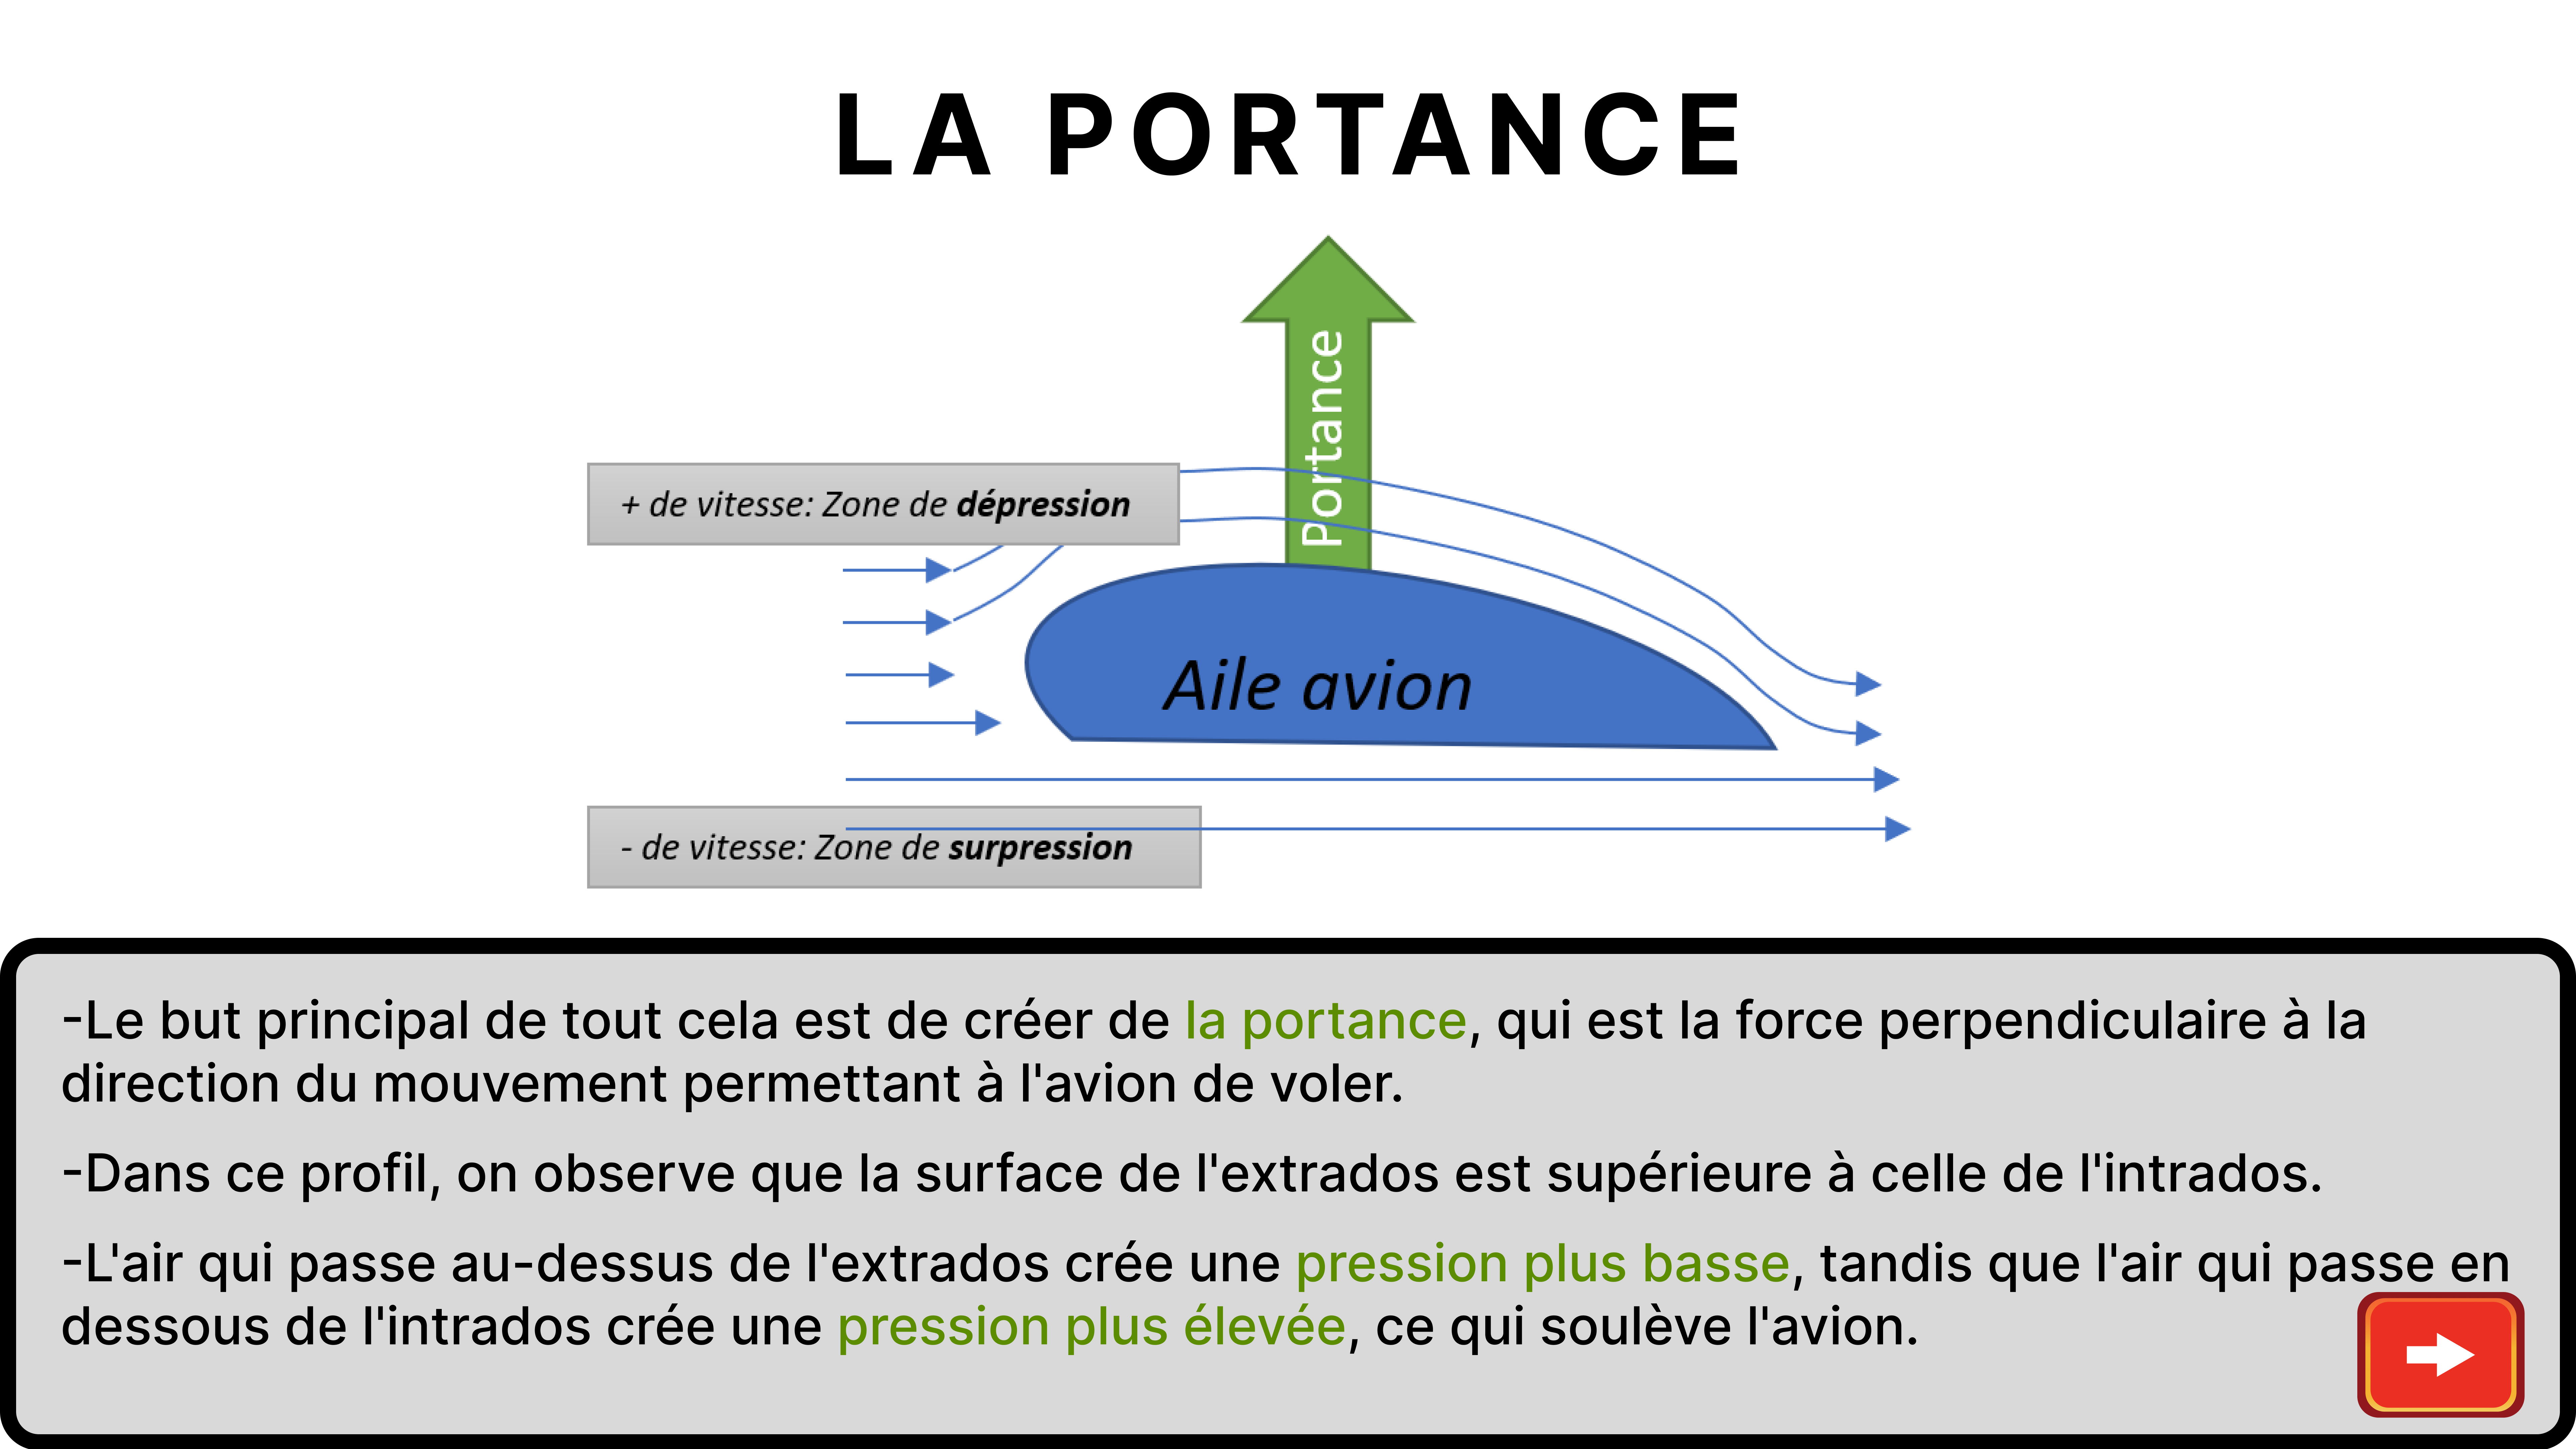 LA PORTANCE
Portance
+ de vitesse: Zone de dépression
Aile avion
- de vitesse: Zone de surpression
-Le but principal de tout cela est de créer de la portance, qui est la force perpendiculaire à la
direction du mouvement permettant à l'avion de voler.
-Dans ce profil, on observe que la surface de l'extrados est supérieure à celle de l'intrados.
-L'air qui passe au-dessus de l'extrados crée une pression plus basse, tandis que l'air qui passe en
dessous de l'intrados crée une pression plus élevée, ce qui soulève l'avion.